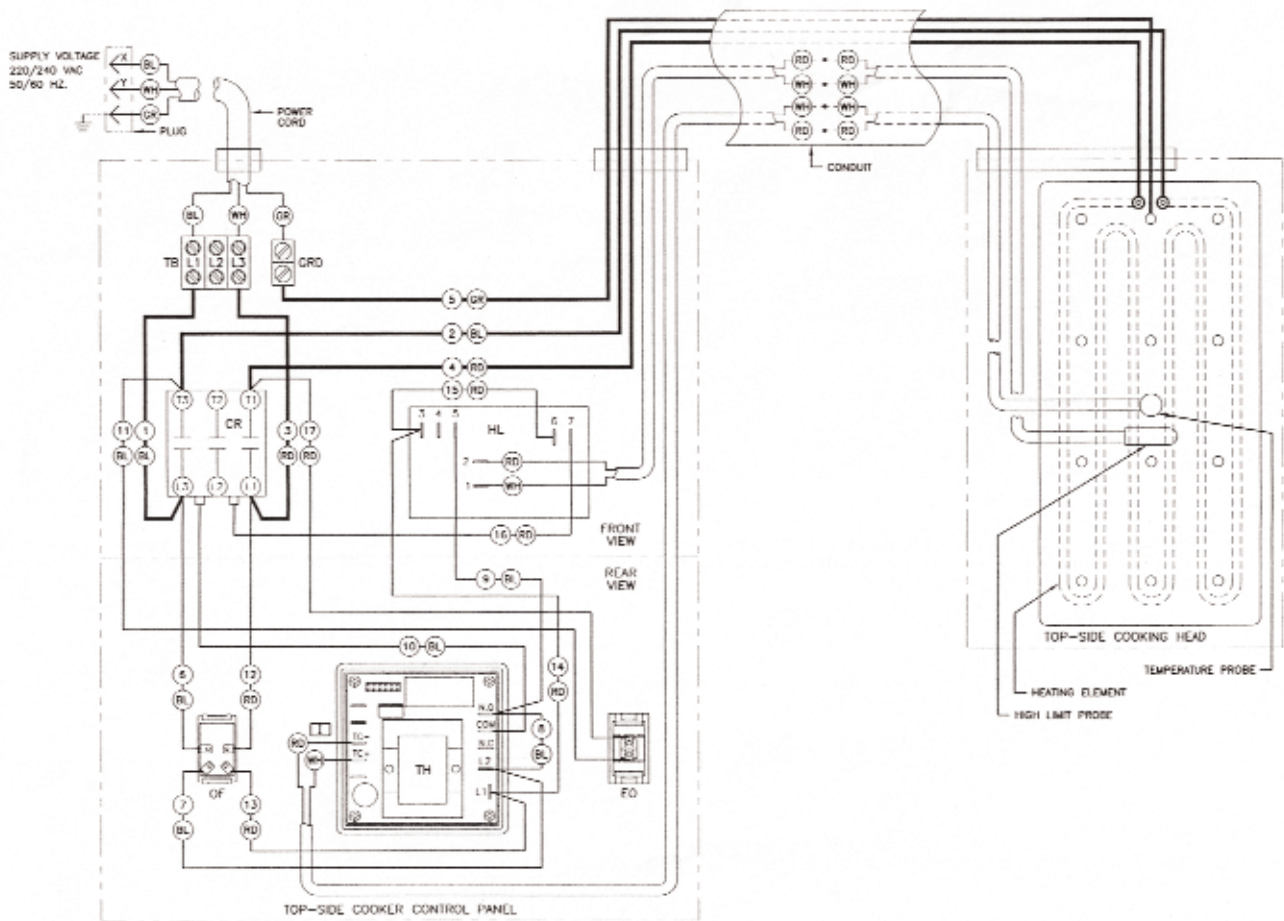 SUPPLY VOLTAGE
220/240 VAC
50/60 HZ.
X BL
Y WH
GR
PLUG
POWER
CORD
RD - RD
WH - WH
WH + WH
RD - RD
CONDUIT
BL WH GR
TB L1 L2 L3 GRD
5 GR
2 BL
4 RD
15 RD
T3 T2 T1
CR
11 1 3 17
BL BL RD RD
L3 L2 L1
3 4 5 HL 6 7
2 RD
1 WH
16 RD
FRONT
VIEW
REAR
VIEW
9 BL
10 BL
6 12 14
BL RD RD
N.O
COM
N.C
L2
L1
8
BL
RD TC-
WH TC+
TH
OF
EO
7 13
BL RD
TOP-SIDE COOKER CONTROL PANEL
TOP-SIDE COOKING HEAD
TEMPERATURE PROBE
HEATING ELEMENT
HIGH LIMIT PROBE